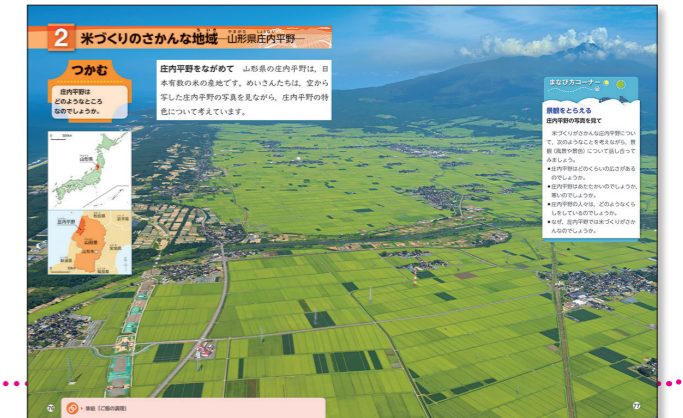 2 米づくりのさかんな地域―山形県庄内平野―
つかむ
庄内平野は
どのようなところ
なのでしょうか。
庄内平野をながめて 山形県の庄内平野は、日
本有数の米の産地です。めいさんたちは、空から
写した庄内平野の写真を見ながら、庄内平野の特
色について考えています。
山形県
庄内平野
山形県
まなび方コーナー
景観をとらえる
庄内平野の写真を見て
米づくりがさかんな庄内平野につい
て、次のようなことを考えながら、景
観(風景や景色)について話し合って
みましょう。
●庄内平野はどのくらいの広さがある
のでしょうか。
●庄内平野はあたたかいのでしょうか、
寒いのでしょうか。
●庄内平野の人々は、どのようなくら
しをしているのでしょうか。
●なぜ、庄内平野では米づくりがさか
んなのでしょうか。
76
77